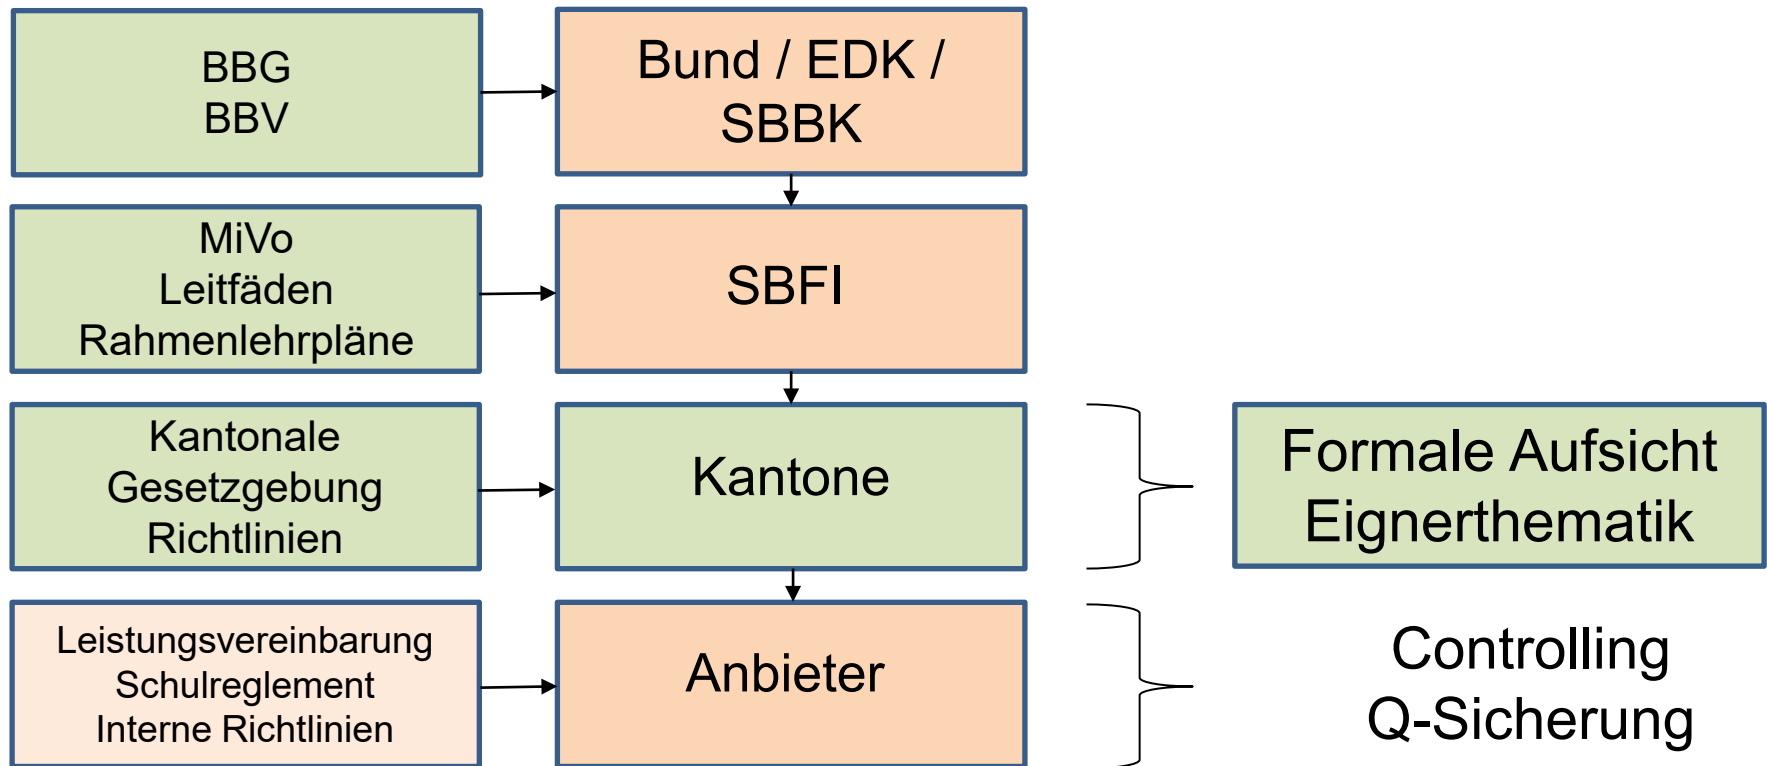 BBG
BBV
Bund / EDK /
SBBK
MiVo
Leitfäden
Rahmenlehrpläne
SBFI
Kantonale
Gesetzgebung
Richtlinien
Kantone
Formale Aufsicht
Eignerthematik
Leistungsvereinbarung
Schulreglement
Interne Richtlinien
Anbieter
Controlling
Q-Sicherung